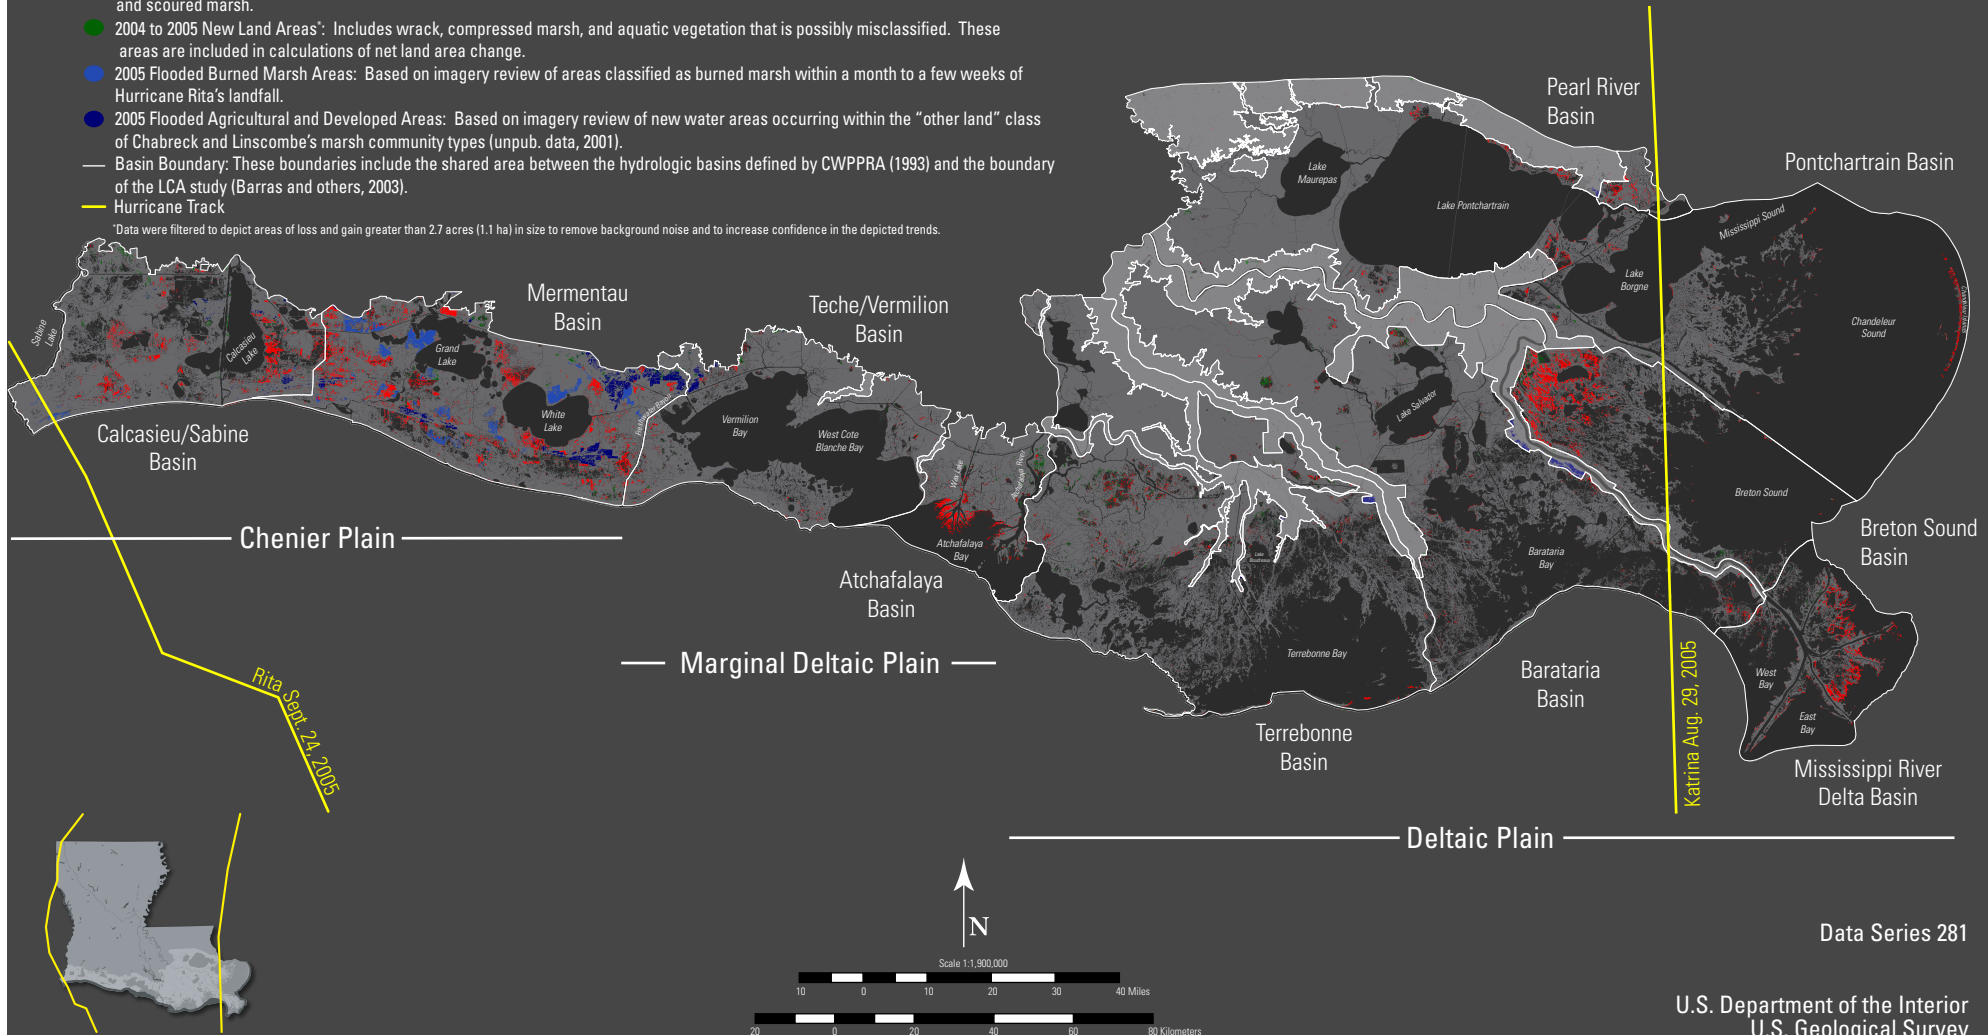 and scoured marsh.
2004 to 2005 New Land Areas*: Includes wrack, compressed marsh, and aquatic vegetation that is possibly misclassified. These
areas are included in calculations of net land area change.
2005 Flooded Burned Marsh Areas: Based on imagery review of areas classified as burned marsh within a month to a few weeks of
Hurricane Rita's landfall.
2005 Flooded Agricultural and Developed Areas: Based on imagery review of new water areas occurring within the “other land” class
of Chabreck and Linscombe's marsh community types (unpub. data, 2001).
Basin Boundary: These boundaries include the shared area between the hydrologic basins defined by CWPPRA (1993) and the boundary
of the LCA study (Barras and others, 2003).
Hurricane Track
*Data were filtered to depict areas of loss and gain greater than 2.7 acres (1.1 ha) in size to remove background noise and to increase confidence in the depicted trends.
Pearl River
Basin
Pontchartrain Basin
Lake
Maurepas
Lake Pontchartrain
Mississippi Sound
Lake
Borgne
Chandeleur
Sound
Chandeleur Islands
Mermentau
Basin
Teche/Vermilion
Basin
Sabine
Lake
Calcasieu
Lake
Grand
Lake
White
Lake
Freshwater Bayou
Vermilion
Bay
West Cote
Blanche Bay
Lake Salvador
Calcasieu/Sabine
Basin
Wax Lake
Atchafalaya River
Atchafalaya
Bay
Lake
Boudreaux
Barataria
Bay
Breton Sound
Breton Sound
Basin
Chenier Plain
Atchafalaya
Basin
Marginal Deltaic Plain
Terrebonne Bay
Barataria
Basin
West
Bay
East
Bay
Rita Sept. 24, 2005
Katrina Aug. 29, 2005
Terrebonne
Basin
Mississippi River
Delta Basin
Deltaic Plain
N
Scale 1:1,900,000
10 0 10 20 30 40 Miles
20 0 20 40 60 80 Kilometers
Data Series 281
U.S. Department of the Interior
U.S. Geological Survey